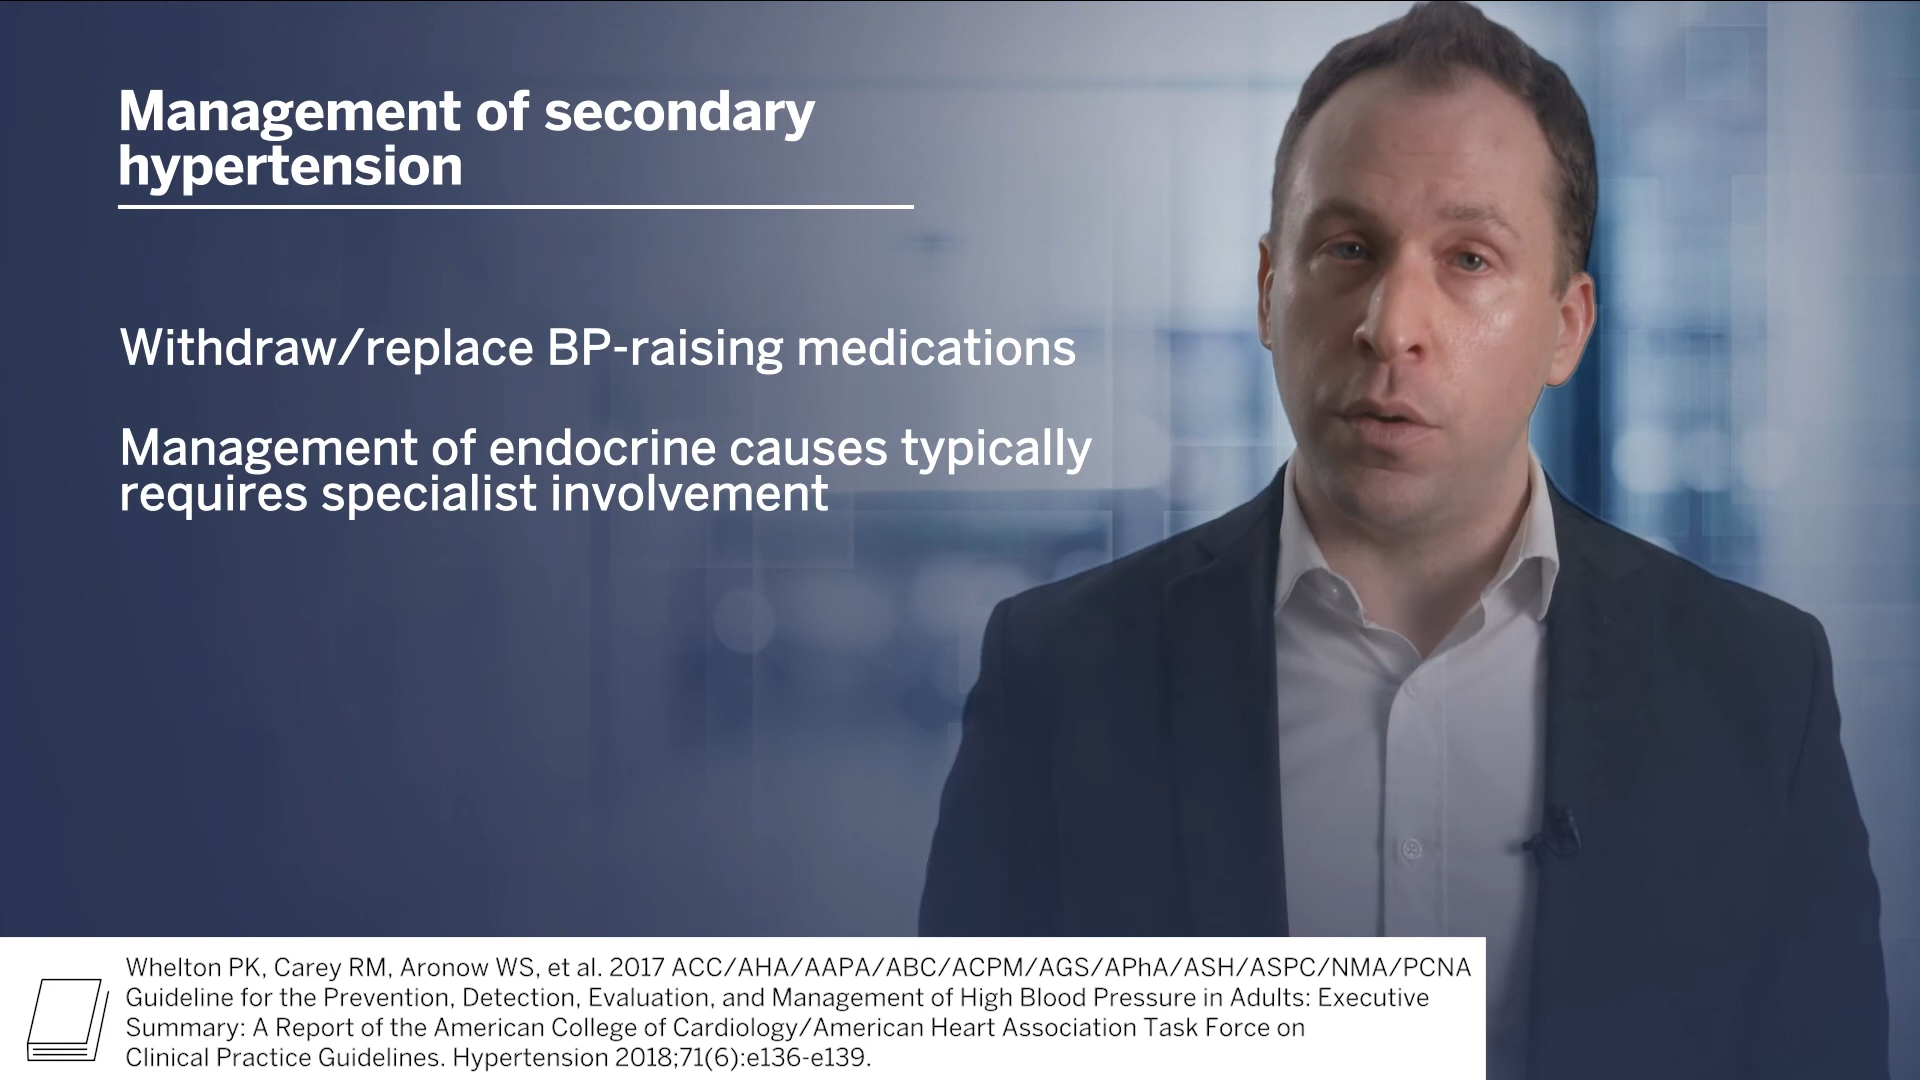 Management of secondary
hypertension
Withdraw/replace BP-raising medications
Management of endocrine causes typically
requires specialist involvement
Whelton PK, Carey RM, Aronow WS, et al. 2017 ACC/AHA/AAPA/ABC/ACPM/AGS/APhA/ASH/ASPC/NMA/PCNA
Guideline for the Prevention, Detection, Evaluation, and Management of High Blood Pressure in Adults: Executive
Summary: A Report of the American College of Cardiology/American Heart Association Task Force on
Clinical Practice Guidelines. Hypertension 2018;71(6):e136-e139.